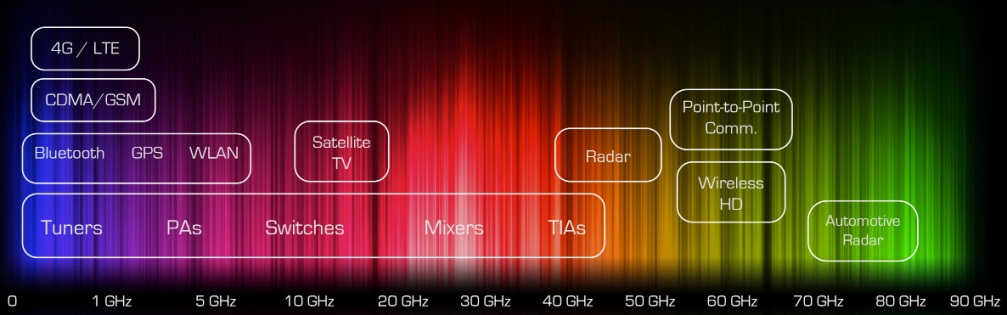 4G / LTE
CDMA/GSM
Bluetooth GPS WLAN
Satellite
TV
Radar
Point-to-Point
Comm.
Wireless
HD
Automotive
Radar
Tuners PAs Switches Mixers TIAs
0 1 GHz 5 GHz 10 GHz 20 GHz 30 GHz 40 GHz 50 GHz 60 GHz 70 GHz 80 GHz 90 GHz